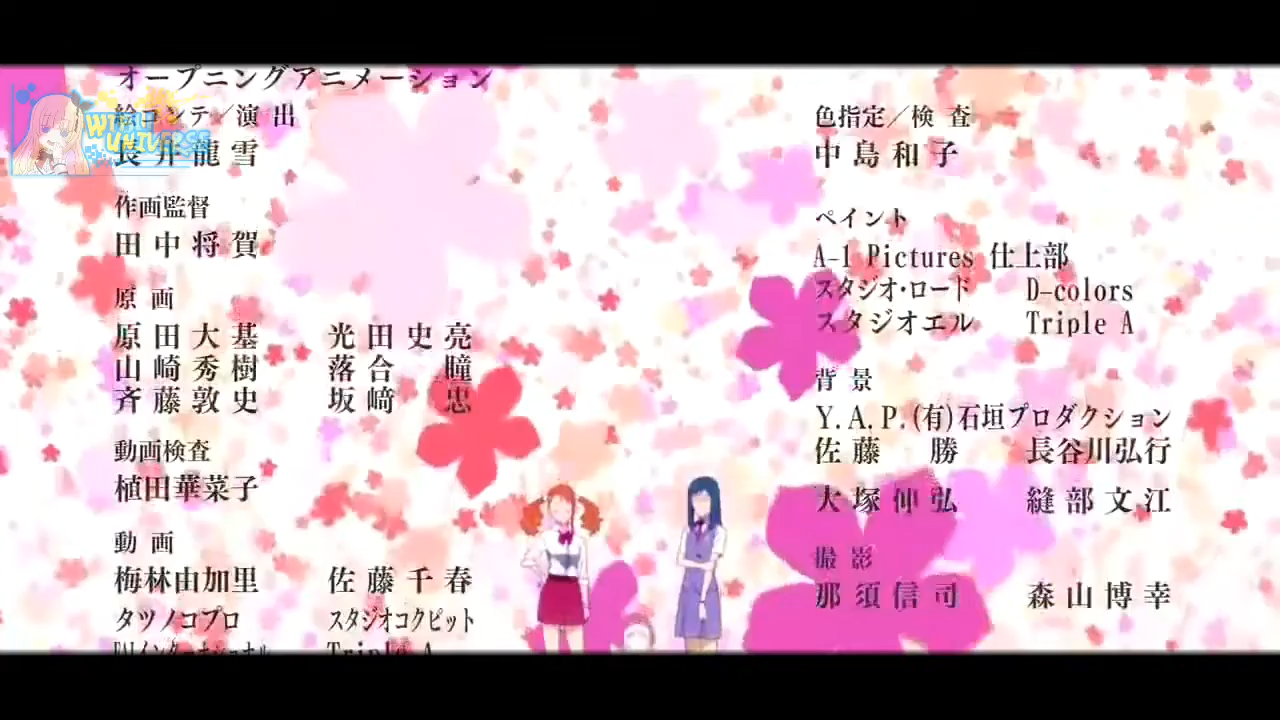 オープニングアニメーション
絵コンテ／演出
長井龍雪
作画監督
田中将賀
原画
原田大基 光田史亮
山崎秀樹 落合瞳
斉藤敦史 坂﨑忠
動画検査
植田華菜子
動画
梅林由加里 佐藤千春
タツノコプロ スタジオコクピット
Triple A
色指定／検査
中島和子
ペイント
A-1 Pictures 仕上部
スタジオ・ロード D-colors
スタジオエル Triple A
背景
Y.A.P.(有)石垣プロダクション
佐藤勝 長谷川弘行
大塚伸弘 縫部文江
撮影
那須信司 森山博幸
UNIVERSE